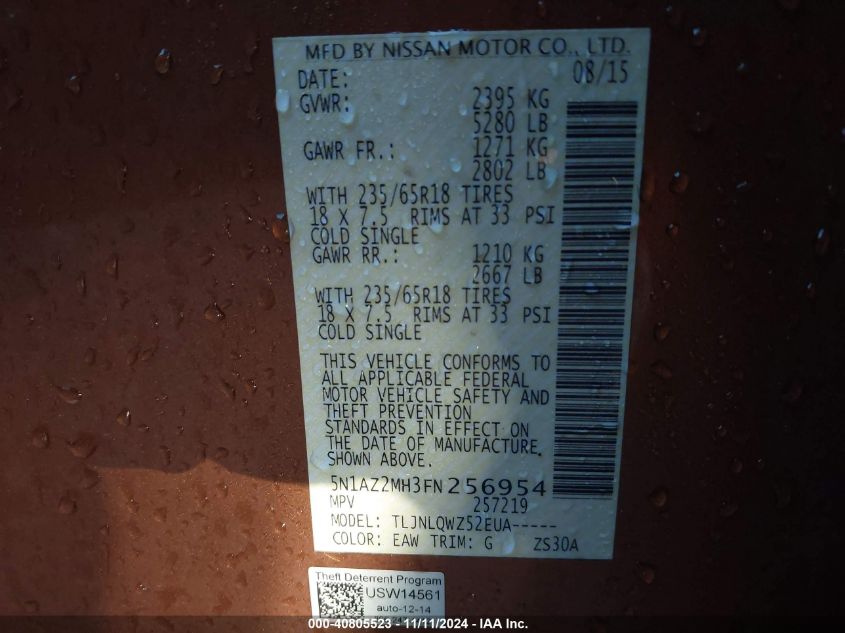 MFD BY NISSAN MOTOR CO., LTD.
DATE: 08/15
GVWR: 2395 KG
5280 LB
GAWR FR.: 1271 KG
2802 LB
WITH 235/65R18 TIRES
18 X 7.5 RIMS AT 33 PSI
COLD SINGLE
GAWR RR.: 1210 KG
2667 LB
WITH 235/65R18 TIRES
18 X 7.5 RIMS AT 33 PSI
COLD SINGLE
THIS VEHICLE CONFORMS TO
ALL APPLICABLE FEDERAL
MOTOR VEHICLE SAFETY AND
THEFT PREVENTION
STANDARDS IN EFFECT ON
THE DATE OF MANUFACTURE
SHOWN ABOVE.
5N1AZ2MH3FN256954
MPV 257219
MODEL: TLJNLQWZ52EUA-----
COLOR: EAW TRIM: G ZS30A
Theft Deterrent Program
USW14561
auto-12-14
000-40805523 - 11/11/2024 - IAA Inc.